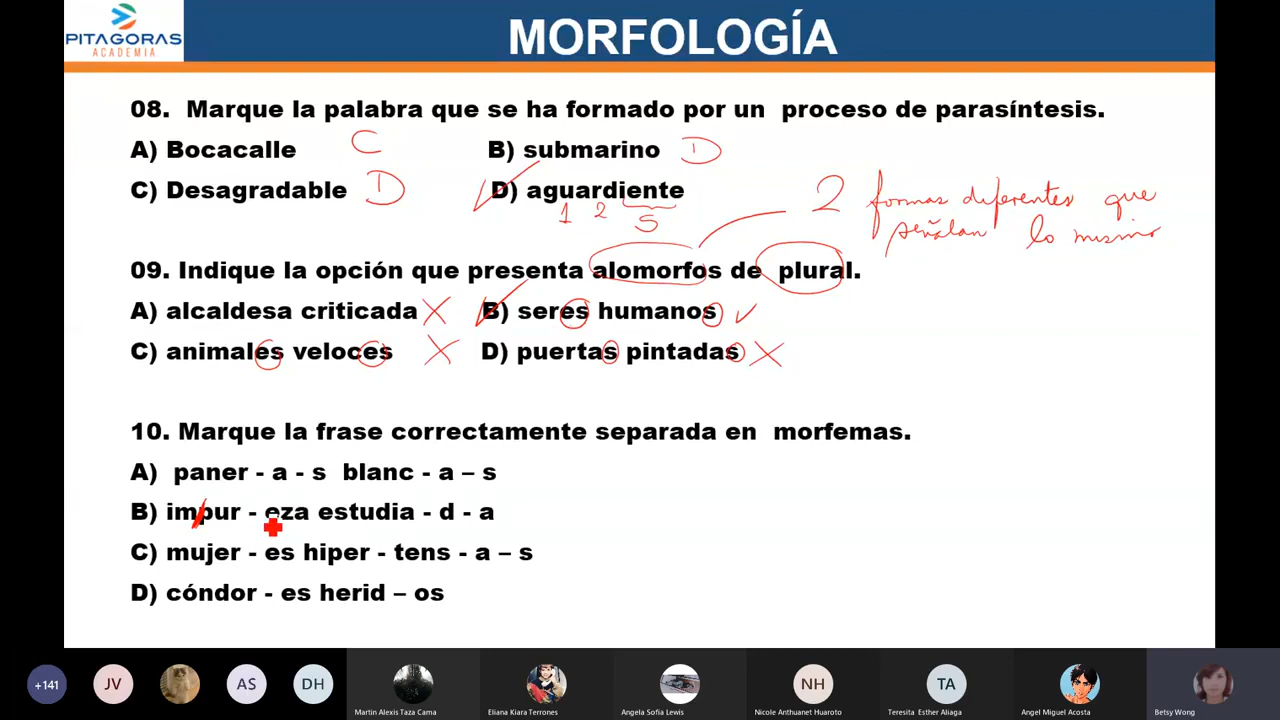 PITAGORAS
ACADEMIA
MORFOLOGÍA
08. Marque la palabra que se ha formado por un proceso de parasíntesis.
A) Bocacalle C B) submarino D
C) Desagradable D D) aguardiente
1 2 S
2 formas diferentes que
señalan lo mismo
09. Indique la opción que presenta alomorfos de plural.
A) alcaldesa criticada X B) seres humanos ✓
C) animales veloces X D) puertas pintadas X
10. Marque la frase correctamente separada en morfemas.
A) paner - a - s blanc - a – s
B) impur - eza estudia - d - a
C) mujer - es hiper - tens - a – s
D) cóndor - es herid – os
+141 JV AS DH NH TA
Martin Alexis Taza Cama Eliana Kiara Terrones Angela Sofia Lewis Nicole Anthuanet Huaroto Teresita Esther Aliaga Angel Miguel Acosta Betsy Wong